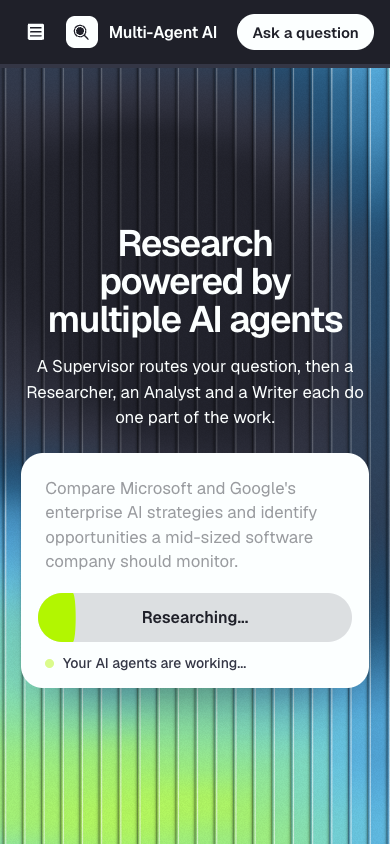 Multi-Agent AI
Ask a question
Research
powered by
multiple AI agents
A Supervisor routes your question, then a
Researcher, an Analyst and a Writer each do
one part of the work.
Compare Microsoft and Google's
enterprise AI strategies and identify
opportunities a mid-sized software
company should monitor.
Researching...
Your AI agents are working...